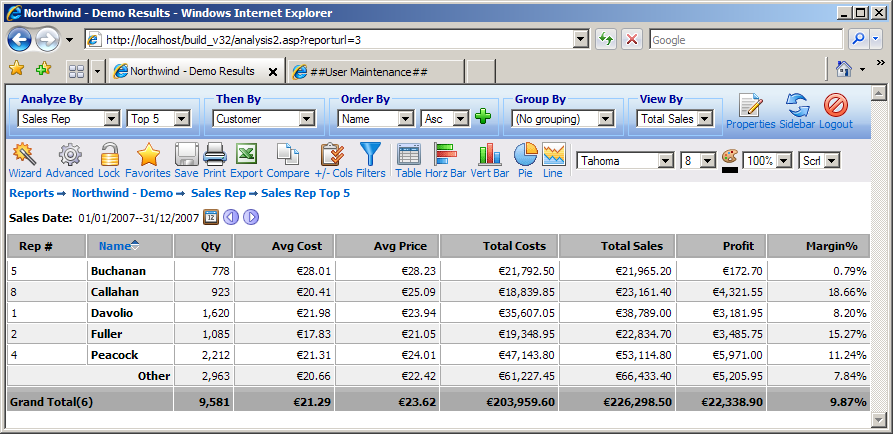 Northwind - Demo Results - Windows Internet Explorer
http://localhost/build_v32/analysis2.asp?reporturl=3
Google
Northwind - Demo Results
##User Maintenance##
Analyze By Then By Order By Group By View By
Sales Rep Top 5 Customer Name Asc (No grouping) Total Sales
Properties Sidebar Logout
Wizard Advanced Lock Favorites Save Print Export Compare +/- Cols Filters Table Horz Bar Vert Bar Pie Line Tahoma 8 100% Scrl
Reports Northwind - Demo Sales Rep Sales Rep Top 5
Sales Date: 01/01/2007--31/12/2007 12
Rep # Name Qty Avg Cost Avg Price Total Costs Total Sales Profit Margin%
5 Buchanan 778 €28.01 €28.23 €21,792.50 €21,965.20 €172.70 0.79%
8 Callahan 923 €20.41 €25.09 €18,839.85 €23,161.40 €4,321.55 18.66%
1 Davolio 1,620 €21.98 €23.94 €35,607.05 €38,789.00 €3,181.95 8.20%
2 Fuller 1,085 €17.83 €21.05 €19,348.95 €22,834.70 €3,485.75 15.27%
4 Peacock 2,212 €21.31 €24.01 €47,143.80 €53,114.80 €5,971.00 11.24%
Other 2,963 €20.66 €22.42 €61,227.45 €66,433.40 €5,205.95 7.84%
Grand Total(6) 9,581 €21.29 €23.62 €203,959.60 €226,298.50 €22,338.90 9.87%